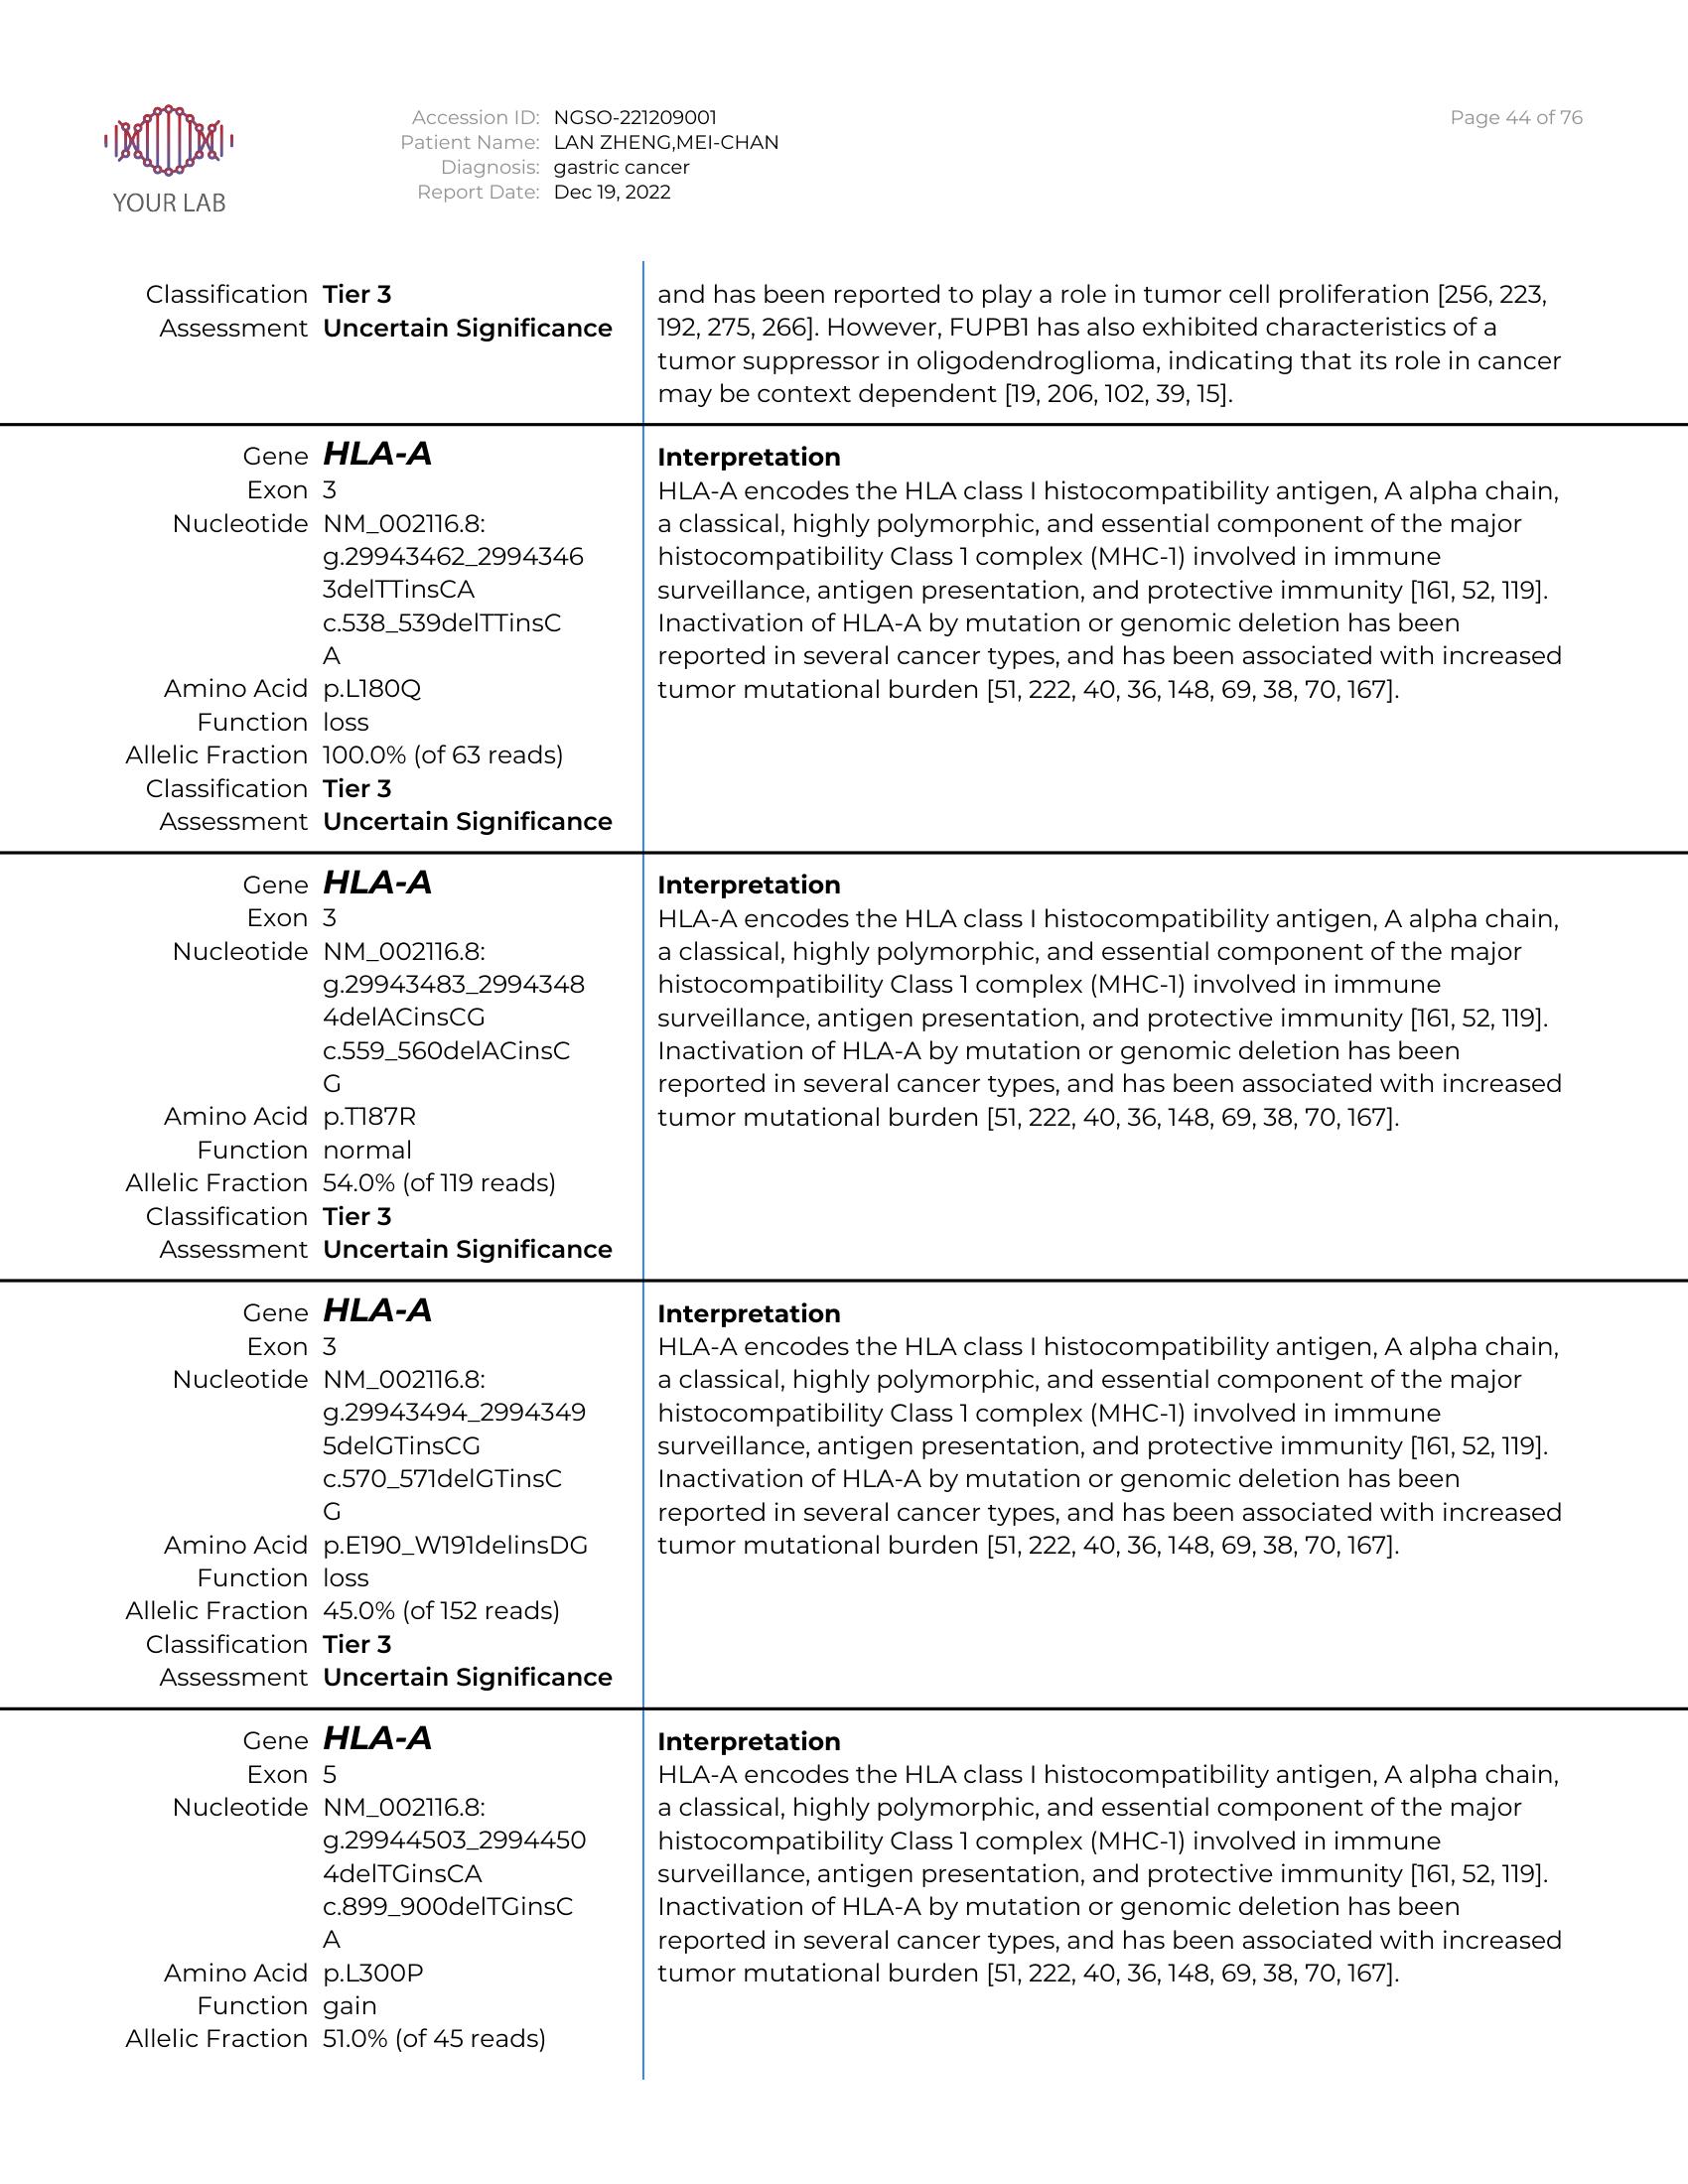 YOUR LAB
Accession ID: NGSO-221209001
Patient Name: LAN ZHENG,MEI-CHAN
Diagnosis: gastric cancer
Report Date: Dec 19, 2022
Page 44 of 76
Classification Tier 3
Assessment Uncertain Significance
and has been reported to play a role in tumor cell proliferation [256, 223,
192, 275, 266]. However, FUPB1 has also exhibited characteristics of a
tumor suppressor in oligodendroglioma, indicating that its role in cancer
may be context dependent [19, 206, 102, 39, 15].
Gene HLA-A
Exon 3
Nucleotide NM_002116.8:
g.29943462_2994346
3delTTinsCA
c.538_539delTTinsC
A
Amino Acid p.L180Q
Function loss
Allelic Fraction 100.0% (of 63 reads)
Classification Tier 3
Assessment Uncertain Significance
Interpretation
HLA-A encodes the HLA class I histocompatibility antigen, A alpha chain,
a classical, highly polymorphic, and essential component of the major
histocompatibility Class 1 complex (MHC-1) involved in immune
surveillance, antigen presentation, and protective immunity [161, 52, 119].
Inactivation of HLA-A by mutation or genomic deletion has been
reported in several cancer types, and has been associated with increased
tumor mutational burden [51, 222, 40, 36, 148, 69, 38, 70, 167].
Gene HLA-A
Exon 3
Nucleotide NM_002116.8:
g.29943483_2994348
4delACinsCG
c.559_560delACinsC
G
Amino Acid p.T187R
Function normal
Allelic Fraction 54.0% (of 119 reads)
Classification Tier 3
Assessment Uncertain Significance
Interpretation
HLA-A encodes the HLA class I histocompatibility antigen, A alpha chain,
a classical, highly polymorphic, and essential component of the major
histocompatibility Class 1 complex (MHC-1) involved in immune
surveillance, antigen presentation, and protective immunity [161, 52, 119].
Inactivation of HLA-A by mutation or genomic deletion has been
reported in several cancer types, and has been associated with increased
tumor mutational burden [51, 222, 40, 36, 148, 69, 38, 70, 167].
Gene HLA-A
Exon 3
Nucleotide NM_002116.8:
g.29943494_2994349
5delGTinsCG
c.570_571delGTinsC
G
Amino Acid p.E190_W191delinsDG
Function loss
Allelic Fraction 45.0% (of 152 reads)
Classification Tier 3
Assessment Uncertain Significance
Interpretation
HLA-A encodes the HLA class I histocompatibility antigen, A alpha chain,
a classical, highly polymorphic, and essential component of the major
histocompatibility Class 1 complex (MHC-1) involved in immune
surveillance, antigen presentation, and protective immunity [161, 52, 119].
Inactivation of HLA-A by mutation or genomic deletion has been
reported in several cancer types, and has been associated with increased
tumor mutational burden [51, 222, 40, 36, 148, 69, 38, 70, 167].
Gene HLA-A
Exon 5
Nucleotide NM_002116.8:
g.29944503_2994450
4delTGinsCA
c.899_900delTGinsC
A
Amino Acid p.L300P
Function gain
Allelic Fraction 51.0% (of 45 reads)
Interpretation
HLA-A encodes the HLA class I histocompatibility antigen, A alpha chain,
a classical, highly polymorphic, and essential component of the major
histocompatibility Class 1 complex (MHC-1) involved in immune
surveillance, antigen presentation, and protective immunity [161, 52, 119].
Inactivation of HLA-A by mutation or genomic deletion has been
reported in several cancer types, and has been associated with increased
tumor mutational burden [51, 222, 40, 36, 148, 69, 38, 70, 167].